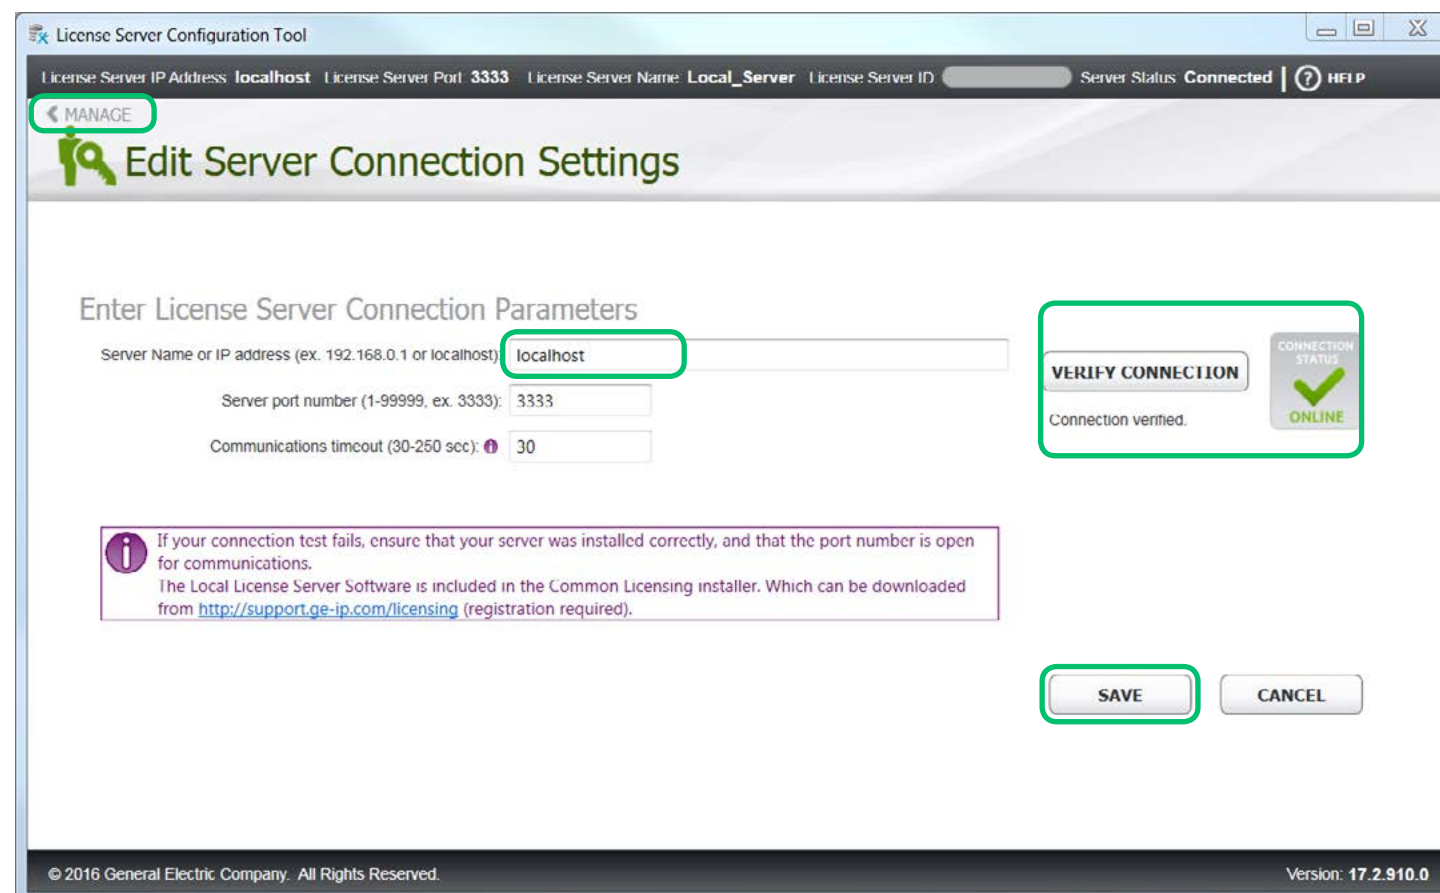 License Server Configuration Tool
License Server IP Address: localhost License Server Port: 3333 License Server Name: Local_Server License Server ID: Server Status: Connected | ? HELP
MANAGE
Edit Server Connection Settings
Enter License Server Connection Parameters
Server Name or IP address (ex. 192.168.0.1 or localhost): localhost
Server port number (1-99999, ex. 3333): 3333
Communications timeout (30-250 sec): 30
VERIFY CONNECTION
Connection verified.
CONNECTION
STATUS
ONLINE
If your connection test fails, ensure that your server was installed correctly, and that the port number is open
for communications.
The Local License Server Software is included in the Common Licensing installer. Which can be downloaded
from http://support.ge-ip.com/licensing (registration required).
SAVE CANCEL
© 2016 General Electric Company. All Rights Reserved. Version: 17.2.910.0